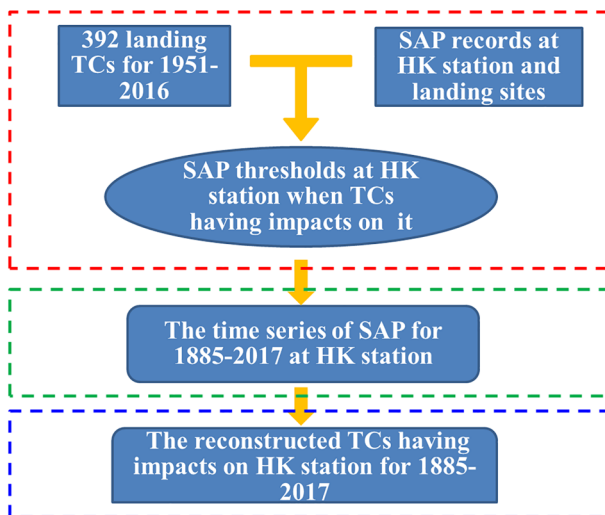 392 landing
TCs for 1951-
2016
SAP records at
HK station and
landing sites
SAP thresholds at HK
station when TCs
having impacts on it
The time series of SAP for
1885-2017 at HK station
The reconstructed TCs having
impacts on HK station for 1885-
2017